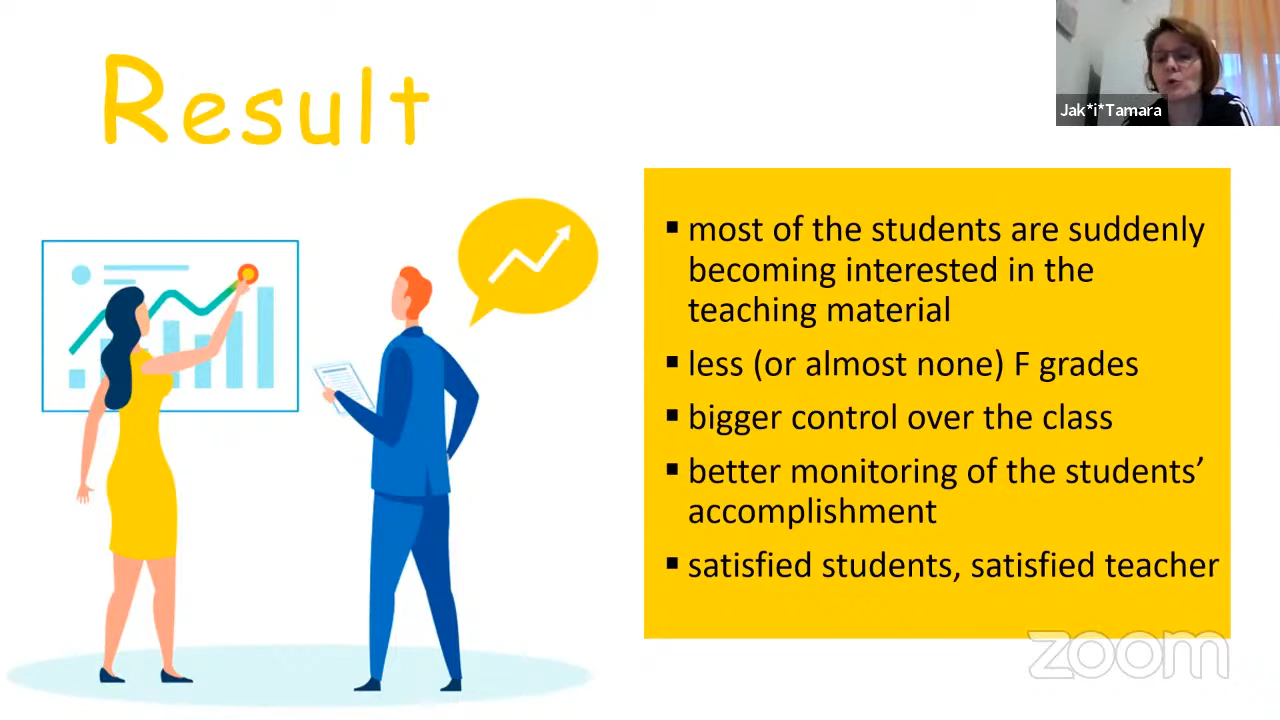 Result
Jak*i*Tamara
▪ most of the students are suddenly
becoming interested in the
teaching material
▪ less (or almost none) F grades
▪ bigger control over the class
▪ better monitoring of the students’
accomplishment
▪ satisfied students, satisfied teacher
zoom